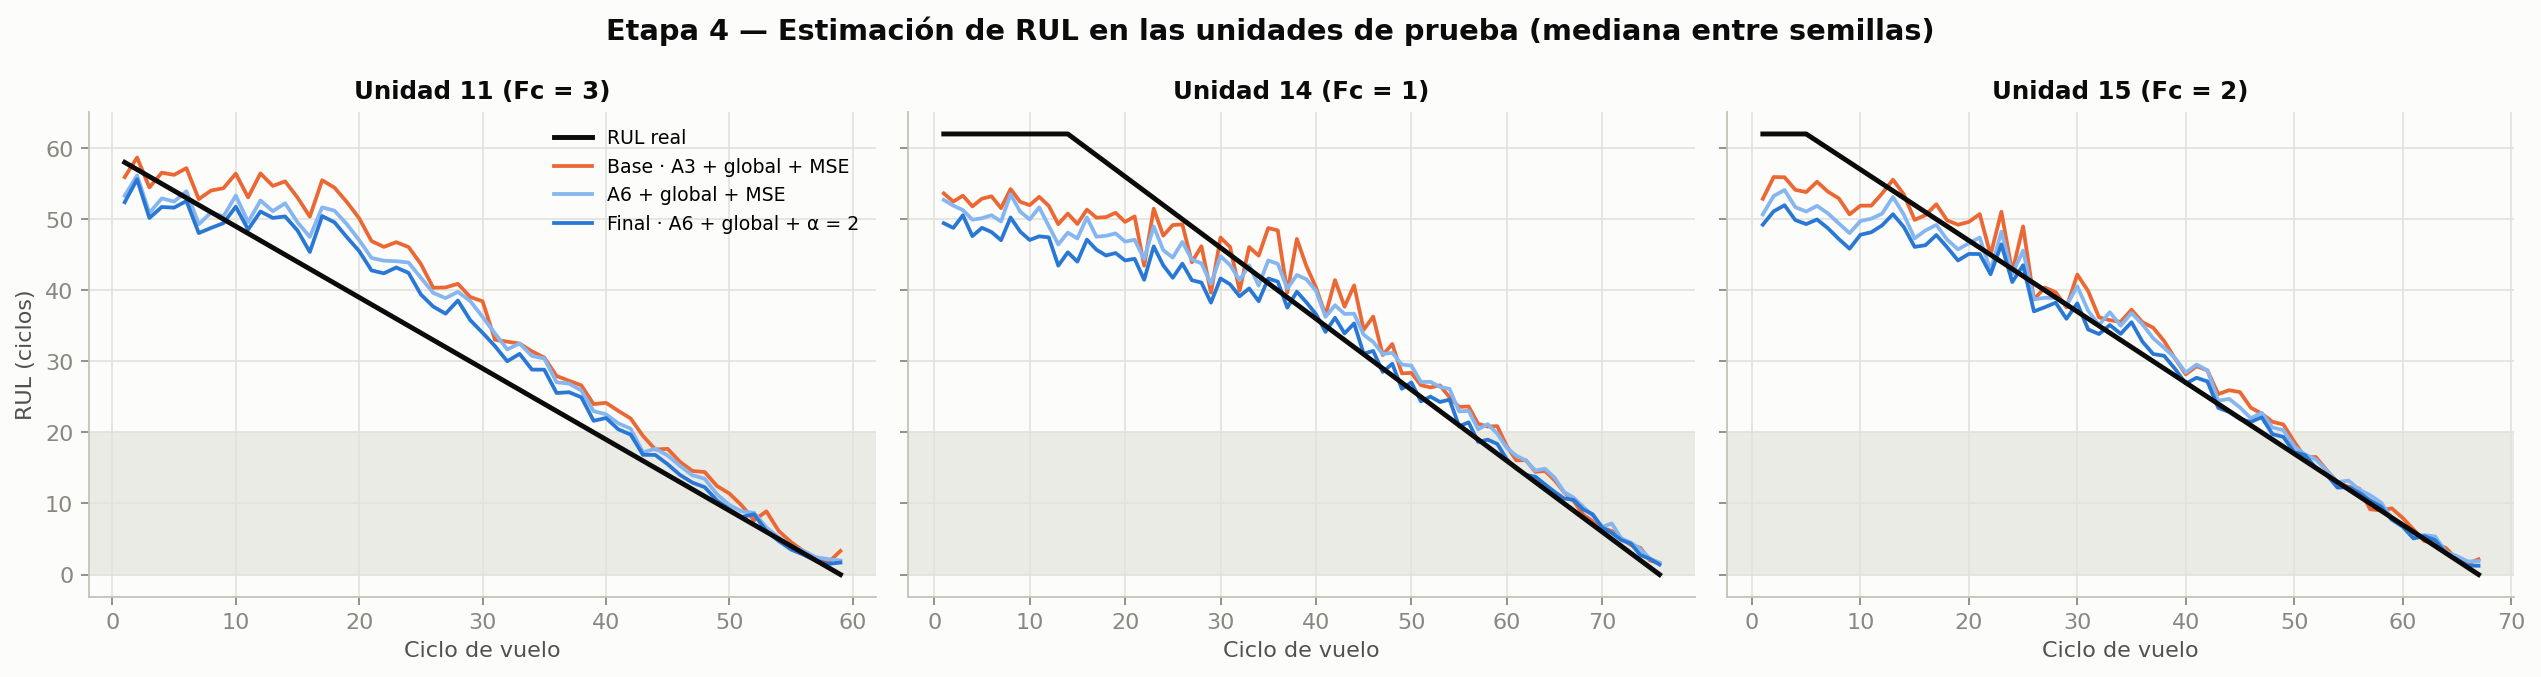 Etapa 4 — Estimación de RUL en las unidades de prueba (mediana entre semillas)
Unidad 11 (Fc = 3)
RUL real
Base · A3 + global + MSE
A6 + global + MSE
Final · A6 + global + α = 2
RUL (ciclos)
60
50
40
30
20
10
0
0 10 20 30 40 50 60
Ciclo de vuelo
Unidad 14 (Fc = 1)
0 10 20 30 40 50 60 70
Ciclo de vuelo
Unidad 15 (Fc = 2)
0 10 20 30 40 50 60 70
Ciclo de vuelo